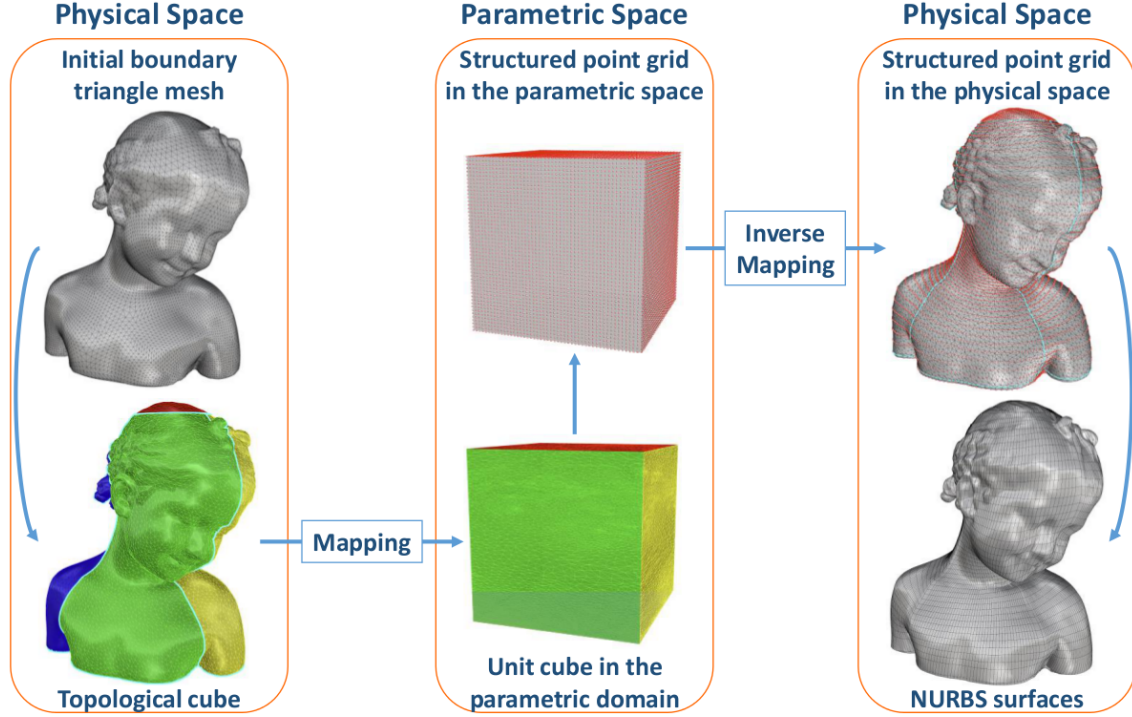 Physical Space
Initial boundary
triangle mesh
Topological cube
Mapping
Parametric Space
Structured point grid
in the parametric space
Unit cube in the
parametric domain
Inverse
Mapping
Physical Space
Structured point grid
in the physical space
NURBS surfaces